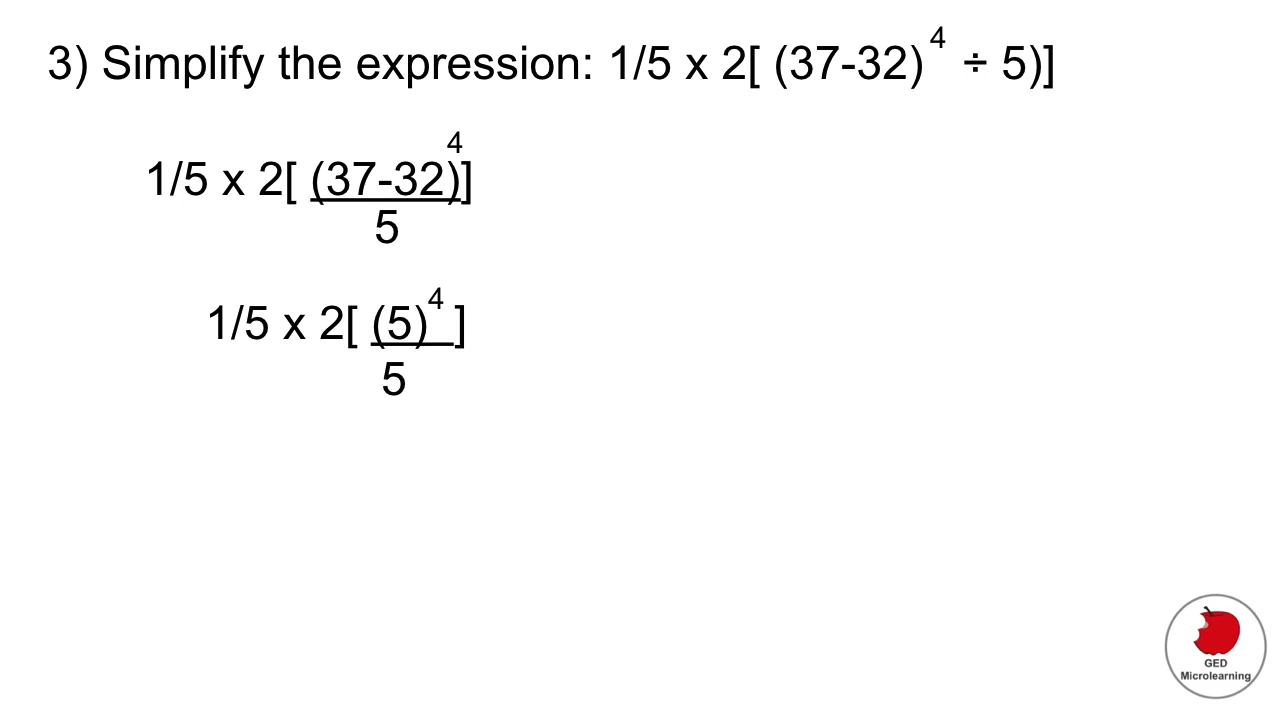 3) Simplify the expression: 1/5 x 2[ (37-32)⁴ ÷ 5)]
1/5 x 2[ (37-32)⁴]
5
1/5 x 2[ (5)⁴ ]
5
GED
Microlearning